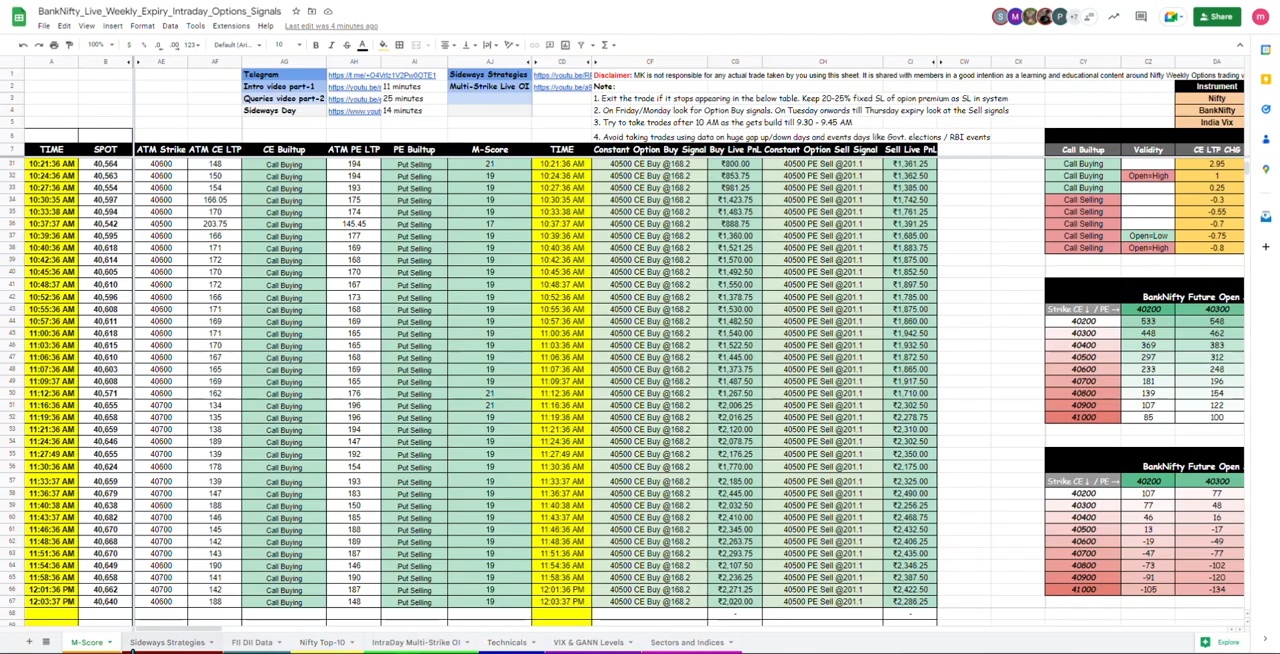 BankNifty_Live_Weekly_Expiry_Intraday_Options_Signals
File Edit View Insert Format Data Tools Extensions Help Last edit was 4 minutes ago
Share
100% $ % .0 .00 123 Default (Ari... 10 B I S A
A B AE AF AG AH AI AJ CD CF CG CH CI CW CX CY CZ DA
Telegram https://t.me/+O4VrIz1V2Pw0OTE1 Sideways Strategies Disclaimer: MK is not responsible for any actual trade taken by you using this sheet. It is shared with members in a good intention as a learning and educational content around Nifty Weekly Options trading
Intro video part-1 11 minutes Multi-Strike Live OI Note: Instrument
Queries video part-2 25 minutes 1. Exit the trade if it stops appearing in the below table. Keep 20-25% fixed SL of opion premium as SL in system Nifty
Sideways Day 14 minutes 2. On Friday/Monday look for Option Buy signals. On Tuesday onwards till Thursday expiry look at the Sell signals BankNifty
3. Try to take trades after 10 AM as the gets build till 9.30 - 9.45 AM India Vix
4. Avoid taking trades using data on huge gap up/down days and events days like Govt. elections / RBI events
TIME SPOT ATM Strike ATM CE LTP CE Builtup ATM PE LTP PE Builtup M-Score TIME Constant Option Buy Signal Buy Live PnL Constant Option Sell Signal Sell Live PnL Call Builtup Validity CE LTP CHG
10:21:36 AM 40,564 40600 148 Call Buying 194 Put Selling 21 10:21:36 AM 40500 CE Buy @168.2 ₹800.00 40500 PE Sell @201.1 ₹1,361.25 Call Buying 2.95
10:24:36 AM 40,563 40600 150 Call Buying 194 Put Selling 19 10:24:36 AM 40500 CE Buy @168.2 ₹853.75 40500 PE Sell @201.1 ₹1,362.50 Call Buying Open=High 1
10:27:36 AM 40,554 40600 154 Call Buying 193 Put Selling 19 10:27:36 AM 40500 CE Buy @168.2 ₹981.25 40500 PE Sell @201.1 ₹1,385.00 Call Buying 0.25
10:30:35 AM 40,597 40600 166.05 Call Buying 175 Put Selling 19 10:30:35 AM 40500 CE Buy @168.2 ₹1,423.75 40500 PE Sell @201.1 ₹1,742.50 Call Selling -0.3
10:33:38 AM 40,594 40600 170 Call Buying 174 Put Selling 19 10:33:38 AM 40500 CE Buy @168.2 ₹1,483.75 40500 PE Sell @201.1 ₹1,761.25 Call Selling -0.55
10:37:37 AM 40,542 40500 203.75 Call Buying 145.45 Put Selling 17 10:37:37 AM 40500 CE Buy @168.2 ₹888.75 40500 PE Sell @201.1 ₹1,391.25 Call Selling -0.7
10:39:36 AM 40,595 40600 166 Call Buying 177 Put Selling 19 10:39:36 AM 40500 CE Buy @168.2 ₹1,360.00 40500 PE Sell @201.1 ₹1,685.00 Call Selling Open=Low -0.75
10:40:36 AM 40,618 40600 171 Call Buying 169 Put Selling 19 10:40:36 AM 40500 CE Buy @168.2 ₹1,521.25 40500 PE Sell @201.1 ₹1,883.75 Call Selling Open=High -0.8
10:42:36 AM 40,614 40600 172 Call Buying 168 Put Selling 19 10:42:36 AM 40500 CE Buy @168.2 ₹1,570.00 40500 PE Sell @201.1 ₹1,875.00
10:45:36 AM 40,605 40600 170 Call Buying 170 Put Selling 19 10:45:36 AM 40500 CE Buy @168.2 ₹1,492.50 40500 PE Sell @201.1 ₹1,852.50
10:48:37 AM 40,610 40600 172 Call Buying 167 Put Selling 19 10:48:37 AM 40500 CE Buy @168.2 ₹1,550.00 40500 PE Sell @201.1 ₹1,897.50
10:52:36 AM 40,596 40600 166 Call Buying 173 Put Selling 19 10:52:36 AM 40500 CE Buy @168.2 ₹1,378.75 40500 PE Sell @201.1 ₹1,785.00 BankNifty Future Open
10:55:36 AM 40,608 40600 171 Call Buying 168 Put Selling 19 10:55:36 AM 40500 CE Buy @168.2 ₹1,530.00 40500 PE Sell @201.1 ₹1,875.00 Strike CE↓ / PE→ 40200 40300
10:57:36 AM 40,611 40600 169 Call Buying 169 Put Selling 19 10:57:36 AM 40500 CE Buy @168.2 ₹1,482.50 40500 PE Sell @201.1 ₹1,860.00 40200 533 548
11:00:36 AM 40,618 40600 171 Call Buying 165 Put Selling 19 11:00:36 AM 40500 CE Buy @168.2 ₹1,540.00 40500 PE Sell @201.1 ₹1,942.50 40300 448 462
11:03:36 AM 40,615 40600 171 Call Buying 165 Put Selling 19 11:03:36 AM 40500 CE Buy @168.2 ₹1,522.50 40500 PE Sell @201.1 ₹1,932.50 40400 369 383
11:06:36 AM 40,610 40600 167 Call Buying 168 Put Selling 19 11:06:36 AM 40500 CE Buy @168.2 ₹1,445.00 40500 PE Sell @201.1 ₹1,872.50 40500 297 312
11:07:36 AM 40,603 40600 165 Call Buying 169 Put Selling 19 11:07:36 AM 40500 CE Buy @168.2 ₹1,373.75 40500 PE Sell @201.1 ₹1,865.00 40600 233 248
11:09:37 AM 40,608 40600 165 Call Buying 169 Put Selling 19 11:09:37 AM 40500 CE Buy @168.2 ₹1,487.50 40500 PE Sell @201.1 ₹1,917.50 40700 181 196
11:12:36 AM 40,571 40600 162 Call Buying 176 Put Selling 21 11:12:36 AM 40500 CE Buy @168.2 ₹1,267.50 40500 PE Sell @201.1 ₹1,710.00 40800 139 154
11:16:36 AM 40,655 40700 134 Call Buying 196 Put Selling 21 11:16:36 AM 40500 CE Buy @168.2 ₹2,006.25 40500 PE Sell @201.1 ₹2,302.50 40900 107 122
11:19:36 AM 40,658 40700 135 Call Buying 196 Put Selling 19 11:19:36 AM 40500 CE Buy @168.2 ₹2,016.25 40500 PE Sell @201.1 ₹2,278.75 41000 85 100
11:21:36 AM 40,659 40700 138 Call Buying 193 Put Selling 19 11:21:36 AM 40500 CE Buy @168.2 ₹2,120.00 40500 PE Sell @201.1 ₹2,310.00
11:24:36 AM 40,646 40600 189 Call Buying 147 Put Selling 19 11:24:36 AM 40500 CE Buy @168.2 ₹2,078.75 40500 PE Sell @201.1 ₹2,302.50
11:27:49 AM 40,655 40700 139 Call Buying 192 Put Selling 19 11:27:49 AM 40500 CE Buy @168.2 ₹2,176.25 40500 PE Sell @201.1 ₹2,350.00
11:30:36 AM 40,624 40600 178 Call Buying 154 Put Selling 19 11:30:36 AM 40500 CE Buy @168.2 ₹1,770.00 40500 PE Sell @201.1 ₹2,175.00 BankNifty Future Open
11:33:37 AM 40,659 40700 139 Call Buying 193 Put Selling 19 11:33:37 AM 40500 CE Buy @168.2 ₹2,185.00 40500 PE Sell @201.1 ₹2,325.00 Strike CE↓ / PE→ 40200 40300
11:36:37 AM 40,679 40700 147 Call Buying 183 Put Selling 19 11:36:37 AM 40500 CE Buy @168.2 ₹2,445.00 40500 PE Sell @201.1 ₹2,490.00 40200 107 77
11:40:38 AM 40,638 40600 188 Call Buying 150 Put Selling 19 11:40:38 AM 40500 CE Buy @168.2 ₹2,032.50 40500 PE Sell @201.1 ₹2,256.25 40300 77 48
11:43:37 AM 40,682 40700 146 Call Buying 185 Put Selling 19 11:43:37 AM 40500 CE Buy @168.2 ₹2,410.00 40500 PE Sell @201.1 ₹2,468.75 40400 46 16
11:46:36 AM 40,670 40700 145 Call Buying 188 Put Selling 19 11:46:36 AM 40500 CE Buy @168.2 ₹2,345.00 40500 PE Sell @201.1 ₹2,432.50 40500 13 -17
11:48:36 AM 40,668 40700 142 Call Buying 189 Put Selling 19 11:48:36 AM 40500 CE Buy @168.2 ₹2,263.75 40500 PE Sell @201.1 ₹2,406.25 40600 -19 -49
11:51:36 AM 40,670 40700 143 Call Buying 187 Put Selling 19 11:51:36 AM 40500 CE Buy @168.2 ₹2,293.75 40500 PE Sell @201.1 ₹2,435.00 40700 -47 -77
11:54:36 AM 40,649 40600 190 Call Buying 146 Put Selling 19 11:54:36 AM 40500 CE Buy @168.2 ₹2,107.50 40500 PE Sell @201.1 ₹2,346.25 40800 -73 -102
11:58:36 AM 40,658 40700 141 Call Buying 190 Put Selling 19 11:58:36 AM 40500 CE Buy @168.2 ₹2,236.25 40500 PE Sell @201.1 ₹2,387.50 40900 -91 -120
12:01:36 PM 40,662 40700 142 Call Buying 187 Put Selling 19 12:01:36 PM 40500 CE Buy @168.2 ₹2,271.25 40500 PE Sell @201.1 ₹2,422.50 41000 -105 -134
12:03:37 PM 40,640 40600 188 Call Buying 148 Put Selling 19 12:03:37 PM 40500 CE Buy @168.2 ₹2,020.00 40500 PE Sell @201.1 ₹2,286.25
M-Score Sideways Strategies FII DII Data Nifty Top-10 IntraDay Multi-Strike OI Technicals VIX & GANN Levels Sectors and Indices Explore